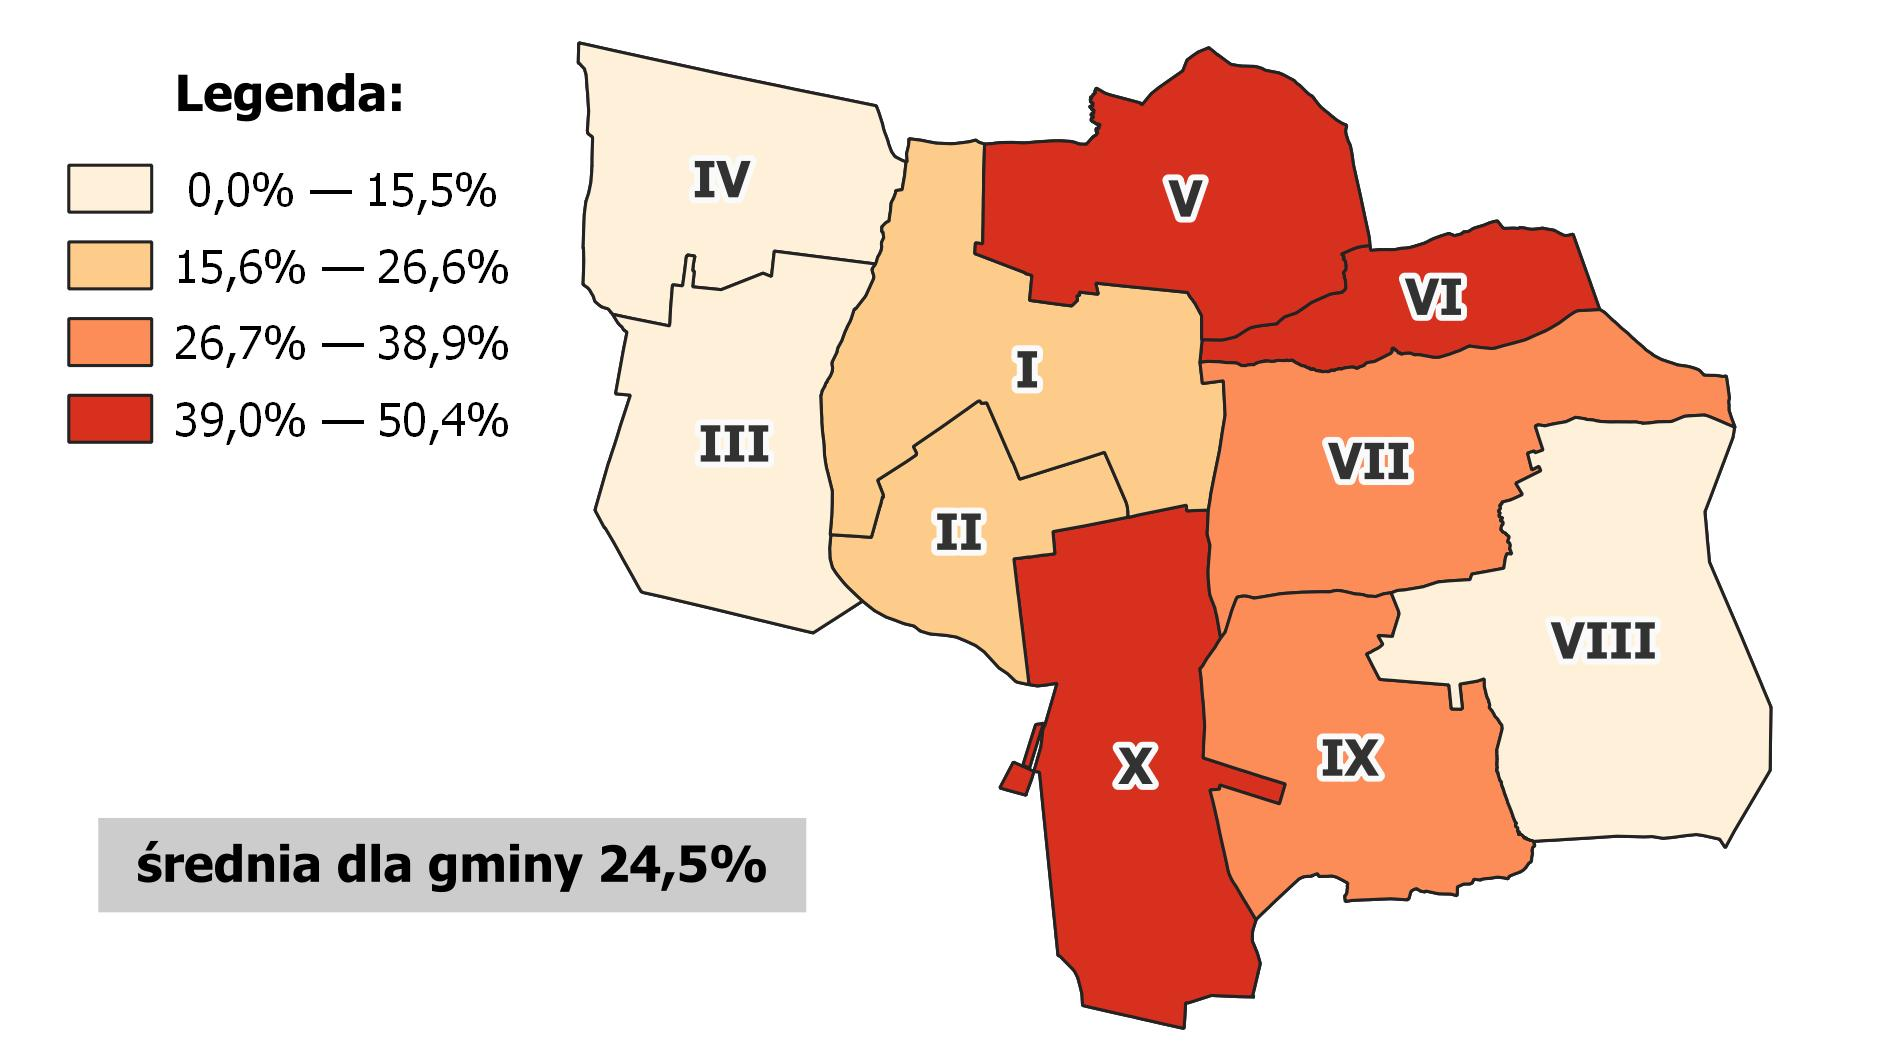 Legenda:
0,0% — 15,5%
15,6% — 26,6%
26,7% — 38,9%
39,0% — 50,4%
IV
V
VI
I
III
VII
II
VIII
IX
X
średnia dla gminy 24,5%